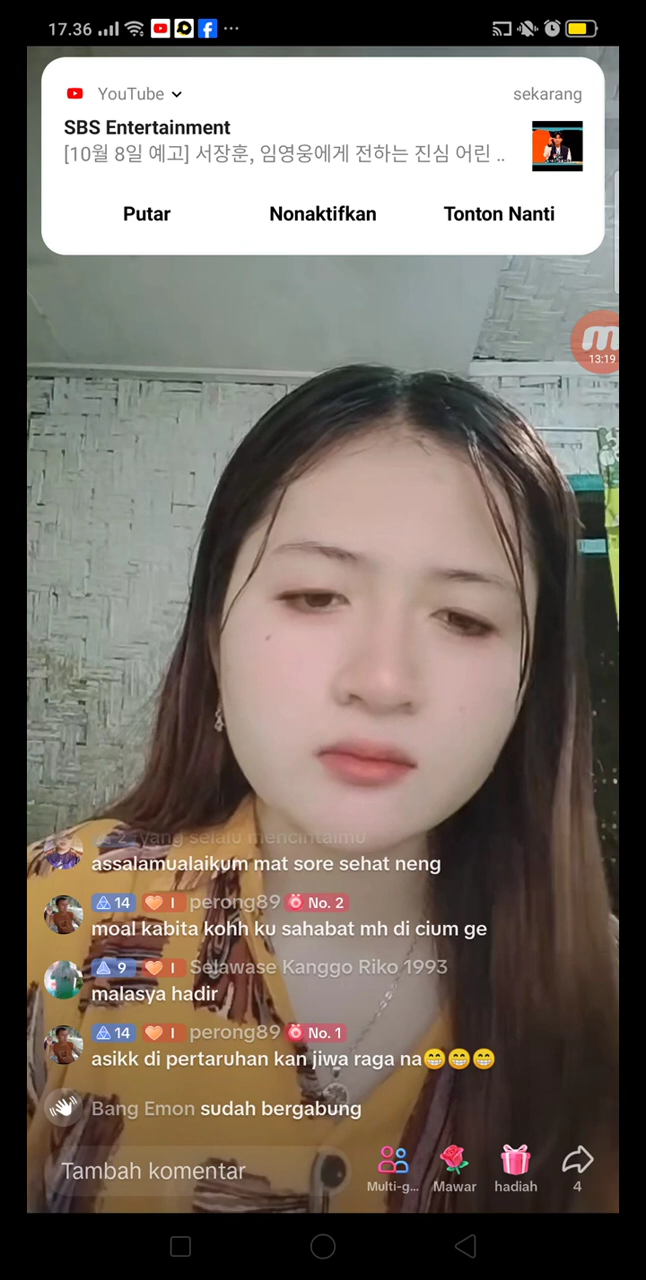 17.36
YouTube
sekarang
SBS Entertainment
[10월 8일 예고] 서장훈, 임영웅에게 전하는 진심 어린 ..
Putar
Nonaktifkan
Tonton Nanti
13:19
2 yang selalu mencintaimu
assalamualaikum mat sore sehat neng
14 I perong89 No. 2
moal kabita kohh ku sahabat mh di cium ge
9 I Selawase Kanggo Riko 1993
malasya hadir
14 I perong89 No. 1
asikk di pertaruhan kan jiwa raga na😁😁😁
Bang Emon sudah bergabung
Tambah komentar
Multi-g...
Mawar
hadiah
4